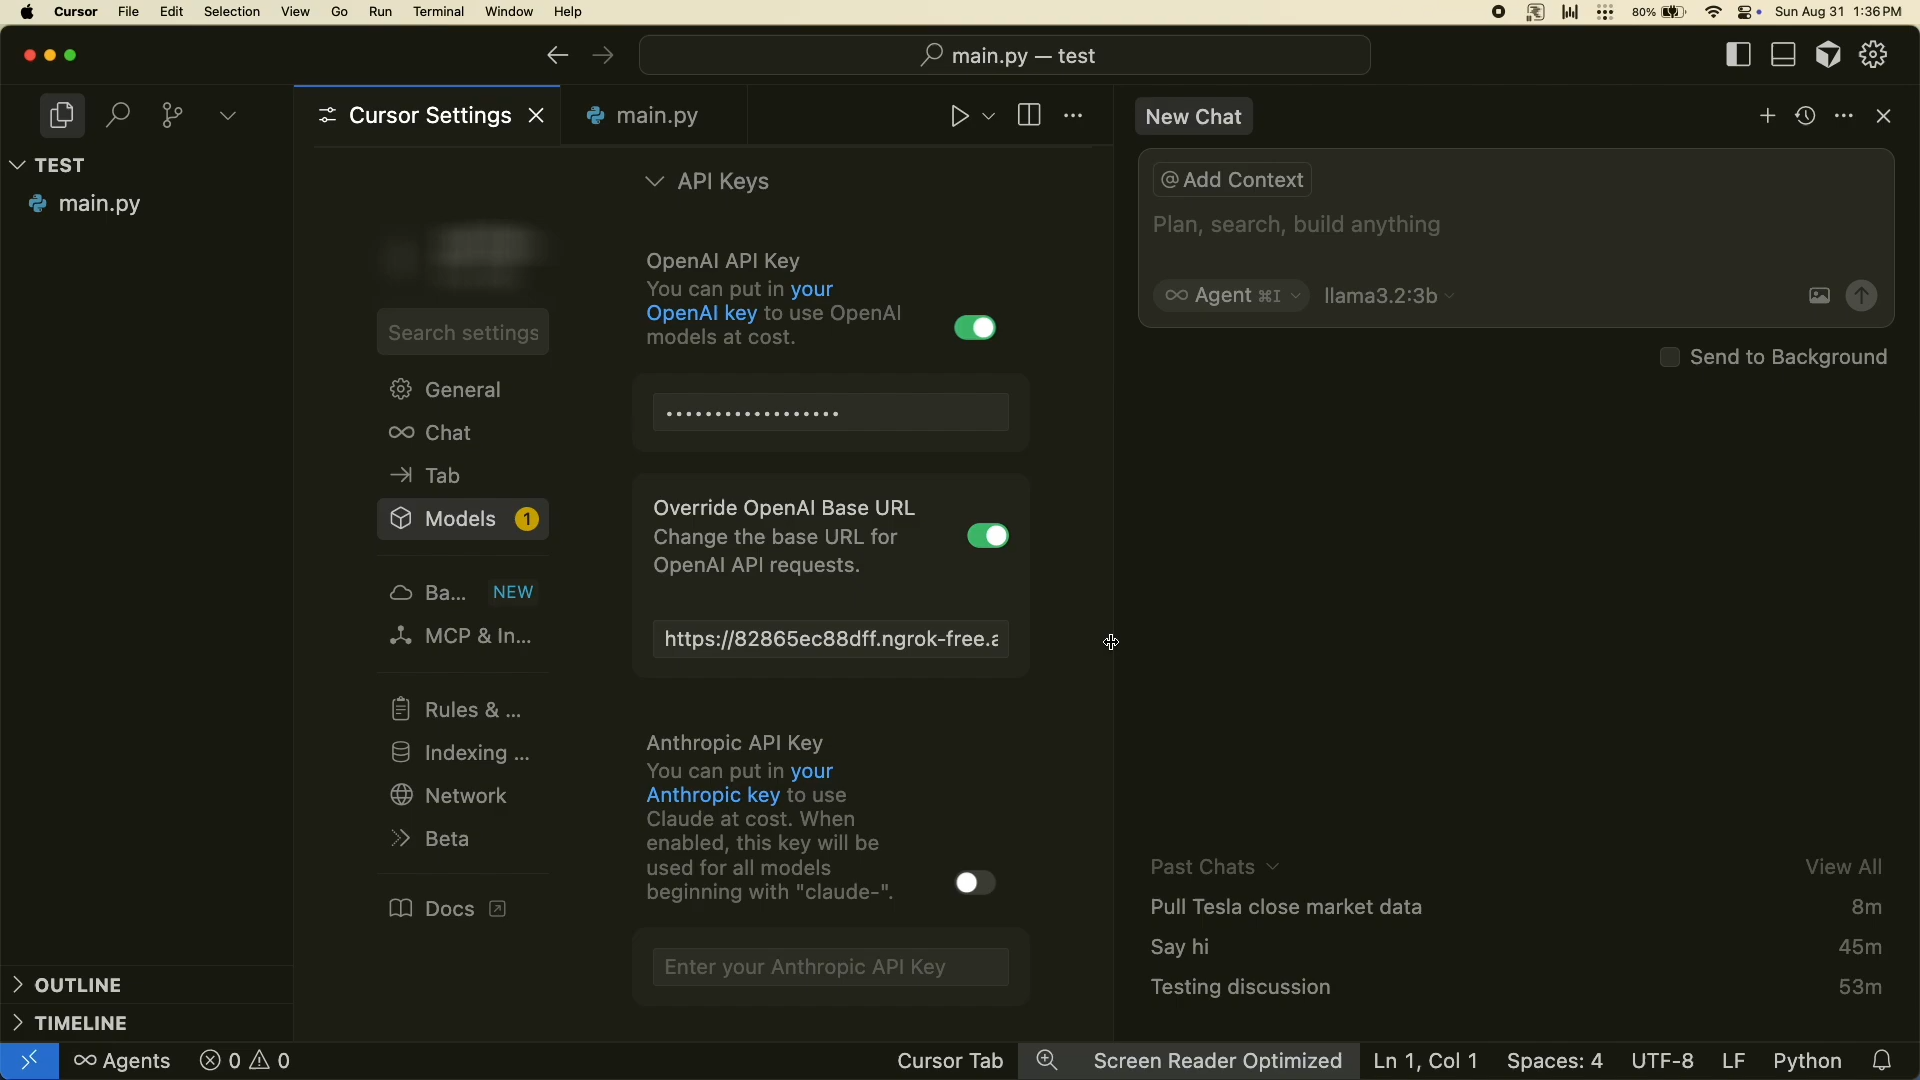 Cursor File Edit Selection View Go Run Terminal Window Help
80% Sun Aug 31 1:36 PM
main.py — test
Cursor Settings
main.py
New Chat
TEST
main.py
API Keys
OpenAI API Key
You can put in your
OpenAI key to use OpenAI
models at cost.
Override OpenAI Base URL
Change the base URL for
OpenAI API requests.
https://82865ec88dff.ngrok-free.a
Anthropic API Key
You can put in your
Anthropic key to use
Claude at cost. When
enabled, this key will be
used for all models
beginning with "claude-".
Enter your Anthropic API Key
Search settings
General
Chat
Tab
Models 1
Ba... NEW
MCP & In...
Rules & ...
Indexing ...
Network
Beta
Docs
@ Add Context
Plan, search, build anything
Agent ⌘I llama3.2:3b
Send to Background
Past Chats View All
Pull Tesla close market data 8m
Say hi 45m
Testing discussion 53m
OUTLINE
TIMELINE
Agents 0 0 Cursor Tab Screen Reader Optimized Ln 1, Col 1 Spaces: 4 UTF-8 LF Python